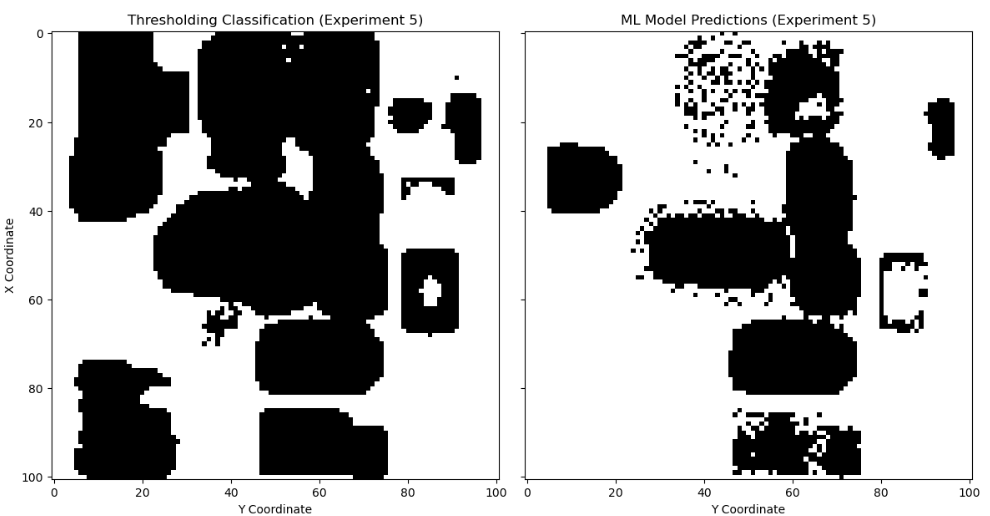 Thresholding Classification (Experiment 5)
ML Model Predictions (Experiment 5)
X Coordinate
0
20
40
60
80
100
0 20 40 60 80 100
Y Coordinate
0 20 40 60 80 100
Y Coordinate